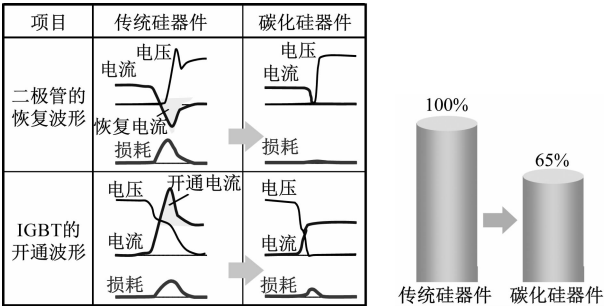 项目
传统硅器件
碳化硅器件
二极管的
恢复波形
电压
电流
恢复电流
损耗
电压
电流
损耗
IGBT的
开通波形
电压
开通电流
电流
损耗
电压
电流
损耗
100%
65%
传统硅器件
碳化硅器件